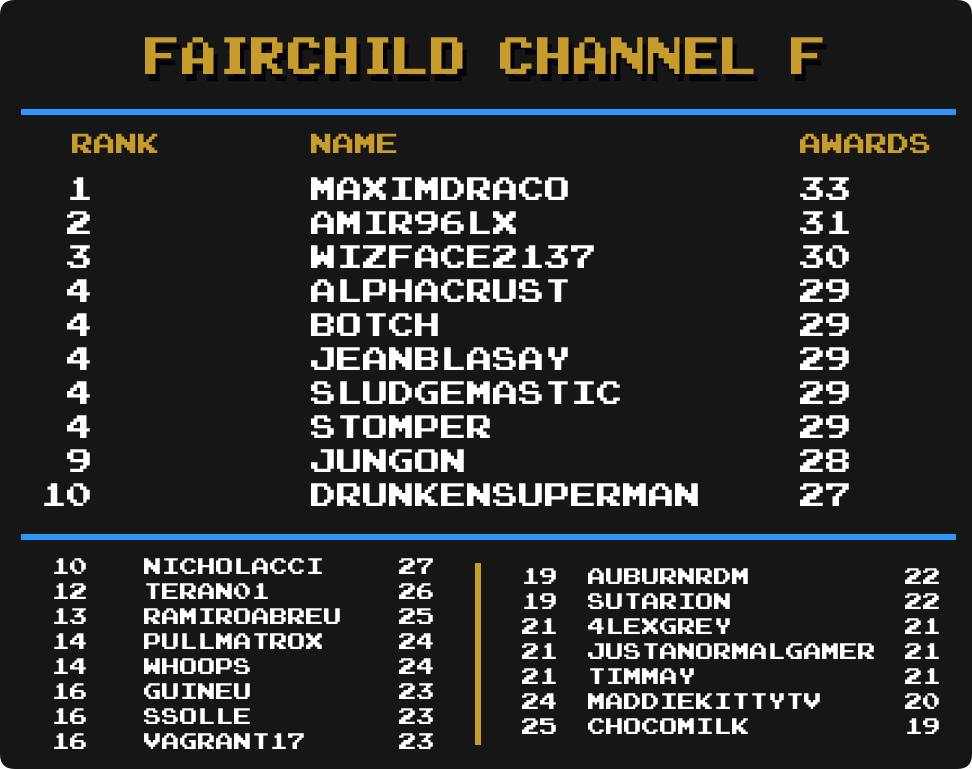 FAIRCHILD CHANNEL F
RANK NAME AWARDS
1 MAXIMDRACO 33
2 AMIR96LX 31
3 WIZFACE2137 30
4 ALPHACRUST 29
4 BOTCH 29
4 JEANBLASAY 29
4 SLUDGEMASTIC 29
4 STOMPER 29
9 JUNGON 28
10 DRUNKENSUPERMAN 27
10 NICHOLACCI 27
12 TERAN01 26
13 RAMIROABREU 25
14 PULLMATROX 24
14 WHOOPS 24
16 GUINEU 23
16 SSOLLE 23
16 VAGRANT17 23
19 AUBURNRDM 22
19 SUTARION 22
21 4LEXGREY 21
21 JUSTANORMALGAMER 21
21 TIMMAY 21
24 MADDIEKITTYTV 20
25 CHOCOMILK 19